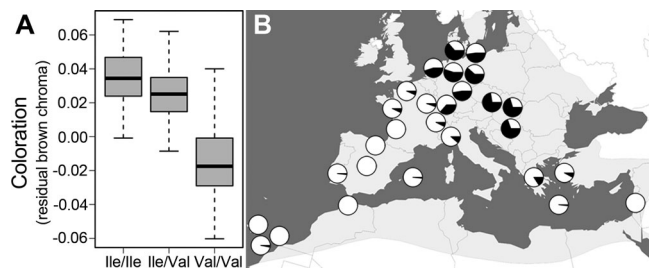 A
B
Coloration
(residual brown chroma)
0.06
0.04
0.02
0.00
-0.02
-0.04
-0.06
Ile/Ile Ile/Val Val/Val